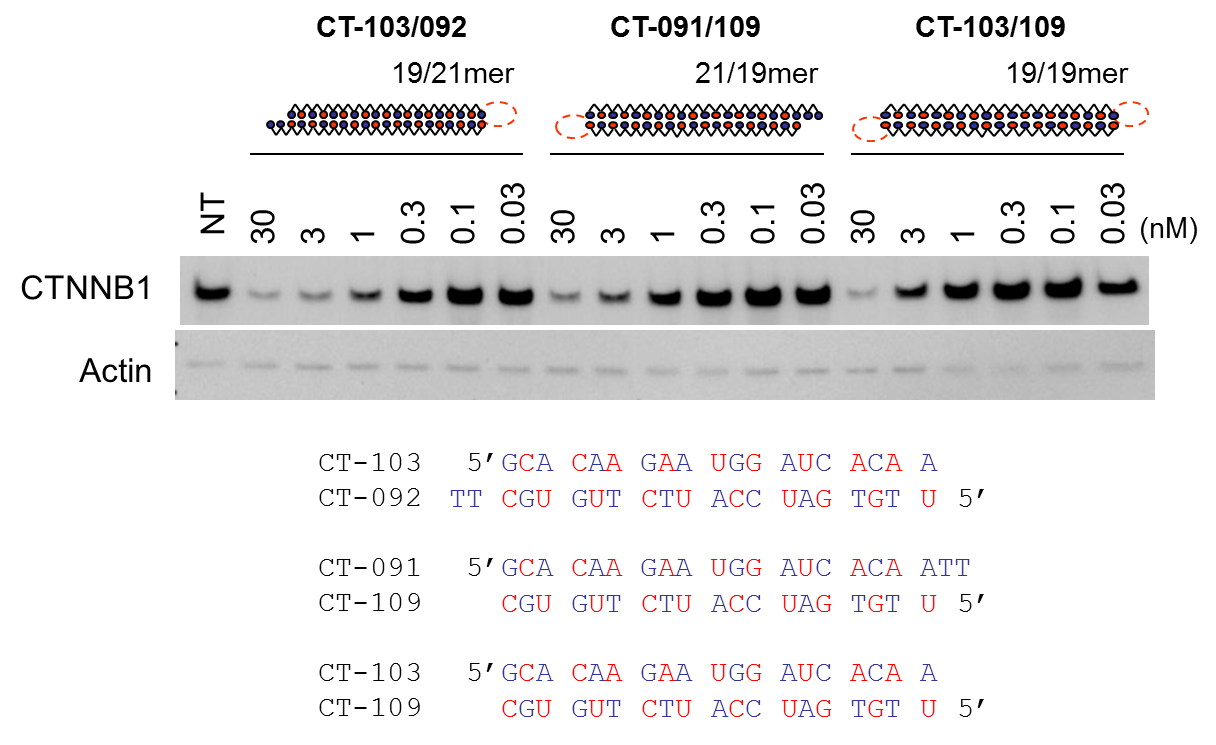 CT-103/092 CT-091/109 CT-103/109
19/21mer 21/19mer 19/19mer
NT 30 3 1 0.3 0.1 0.03 30 3 1 0.3 0.1 0.03 30 3 1 0.3 0.1 0.03 (nM)
CTNNB1
Actin
CT-103 5’GCA CAA GAA UGG AUC ACA A
CT-092 TT CGU GUT CTU ACC UAG TGT U 5’
CT-091 5’GCA CAA GAA UGG AUC ACA ATT
CT-109 CGU GUT CTU ACC UAG TGT U 5’
CT-103 5’GCA CAA GAA UGG AUC ACA A
CT-109 CGU GUT CTU ACC UAG TGT U 5’